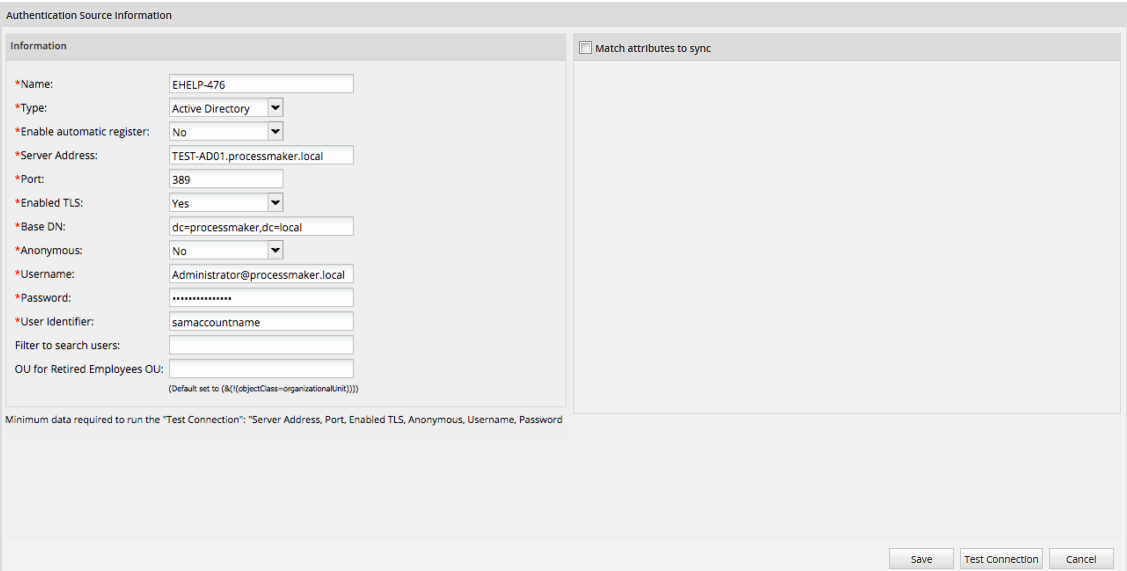 Authentication Source Information
Information
Match attributes to sync
*Name: EHELP-476
*Type: Active Directory
*Enable automatic register: No
*Server Address: TEST-AD01.processmaker.local
*Port: 389
*Enabled TLS: Yes
*Base DN: dc=processmaker,dc=local
*Anonymous: No
*Username: Administrator@processmaker.local
*Password: •••••••••••••••
*User Identifier: samaccountname
Filter to search users:
OU for Retired Employees OU:
(Default set to (&(!(objectClass=organizationalUnit))))
Minimum data required to run the "Test Connection": "Server Address, Port, Enabled TLS, Anonymous, Username, Password
Save Test Connection Cancel